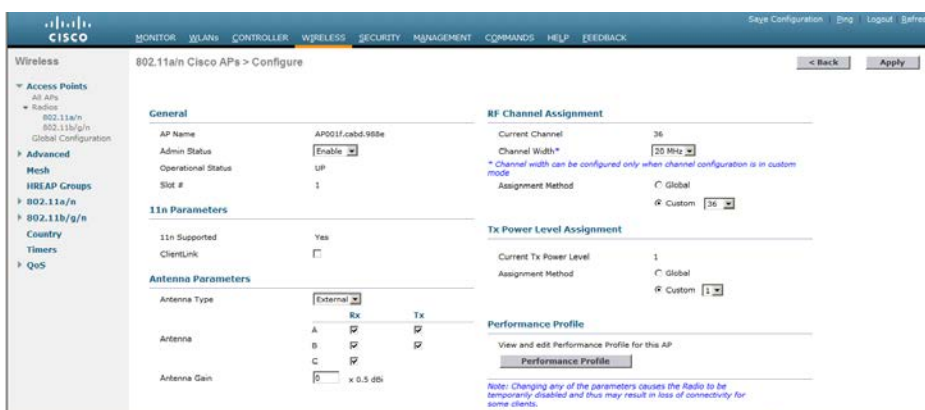 Save Configuration Ping Logout Refres
CISCO
MONITOR WLANs CONTROLLER WIRELESS SECURITY MANAGEMENT COMMANDS HELP FEEDBACK
Wireless
Access Points
All APs
Radios
802.11a/n
802.11b/g/n
Global Configuration
Advanced
Mesh
HREAP Groups
802.11a/n
802.11b/g/n
Country
Timers
QoS
802.11a/n Cisco APs > Configure
< Back
Apply
General
AP Name AP001f.cabd.988e
Admin Status Enable
Operational Status UP
Slot # 1
11n Parameters
11n Supported Yes
ClientLink
Antenna Parameters
Antenna Type External
Rx Tx
Antenna
A
B
C
Antenna Gain 0 x 0.5 dBi
RF Channel Assignment
Current Channel 36
Channel Width* 20 MHz
* Channel width can be configured only when channel configuration is in custom
mode
Assignment Method Global
Custom 36
Tx Power Level Assignment
Current Tx Power Level 1
Assignment Method Global
Custom 1
Performance Profile
View and edit Performance Profile for this AP
Performance Profile
Note: Changing any of the parameters causes the Radio to be
temporarily disabled and thus may result in loss of connectivity for
some clients.